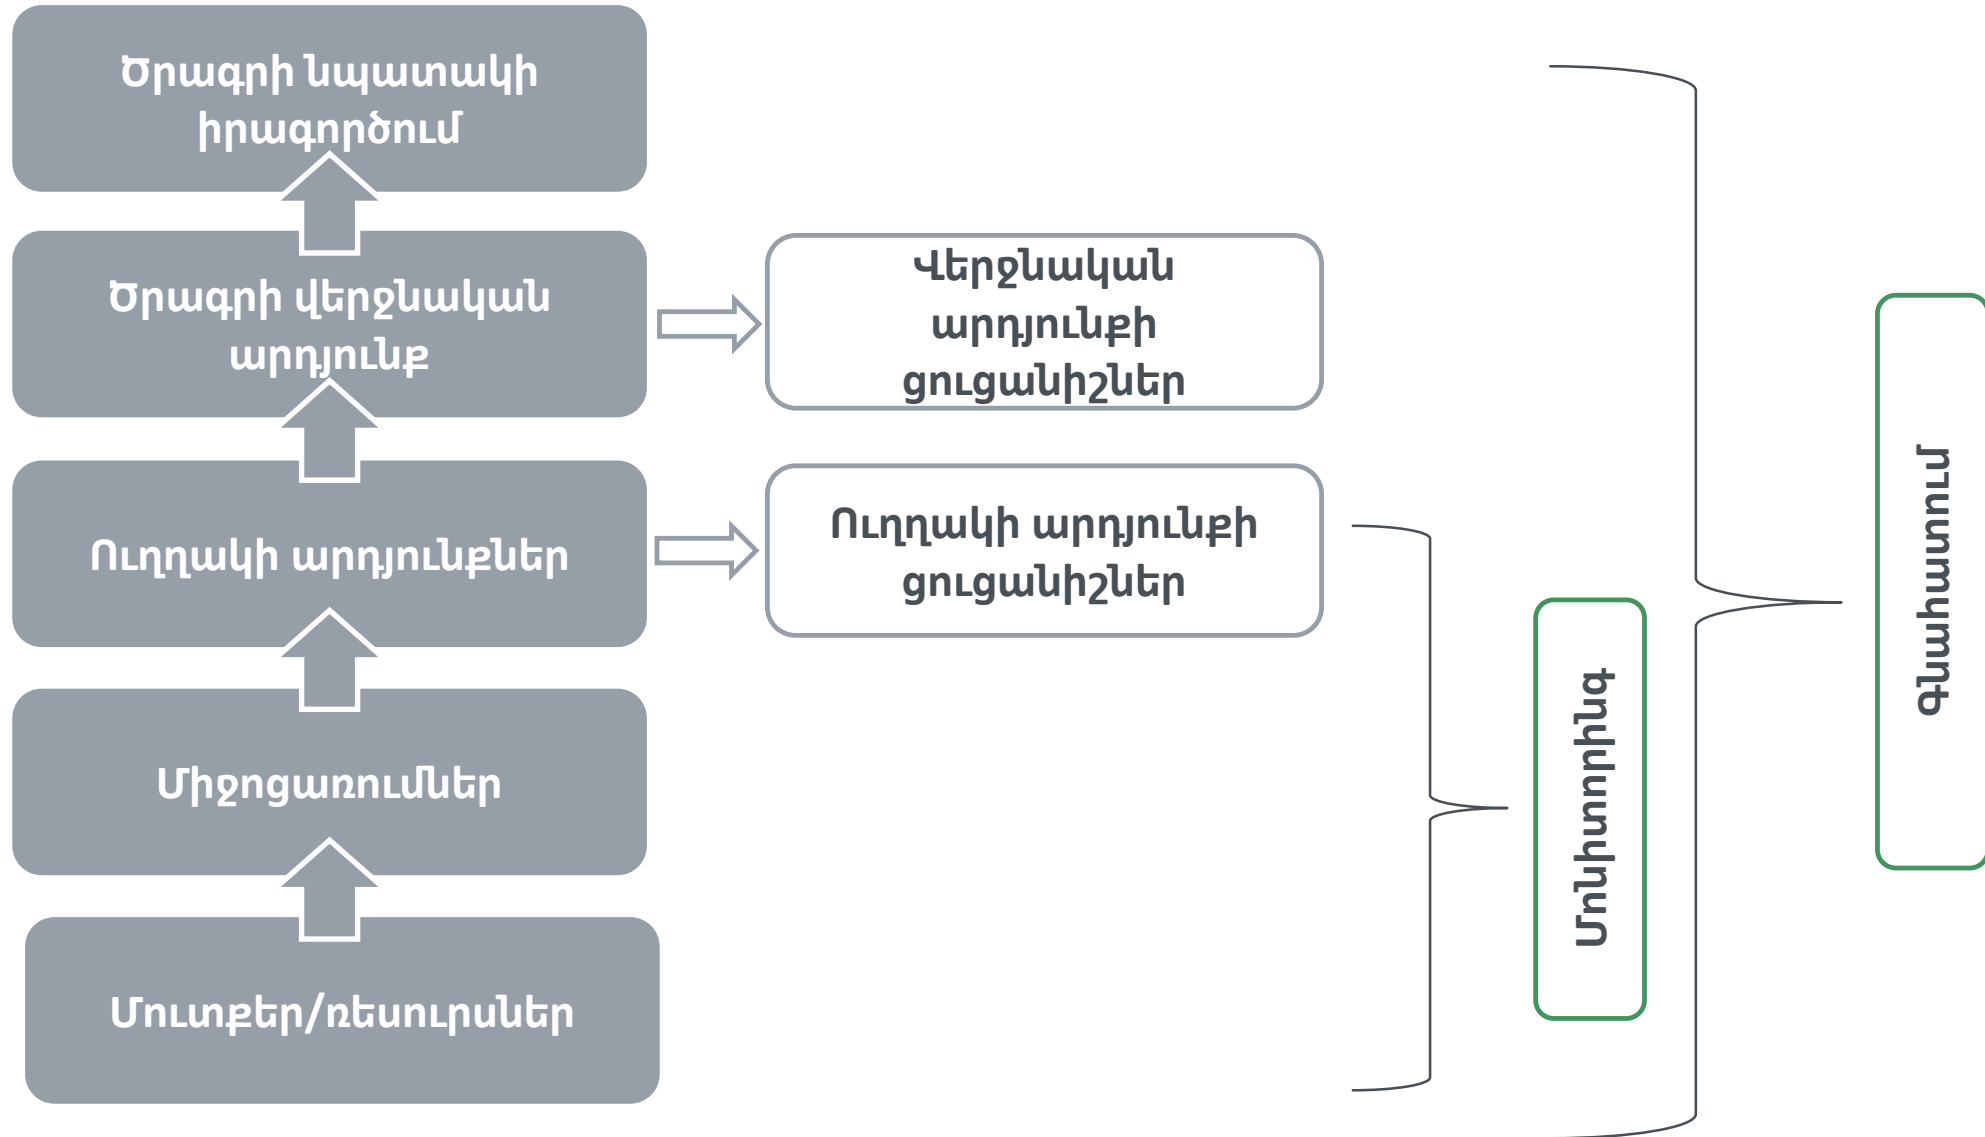 Ծրագրի նպատակի
իրագործում
Ծրագրի վերջնական
արդյունք
Վերջնական
արդյունքի
ցուցանիշներ
Ուղղակի արդյունքներ
Ուղղակի արդյունքի
ցուցանիշներ
Միջոցառումներ
Մուտքեր/ռեսուրսներ
Մոնիտորինգ
Գնահատում